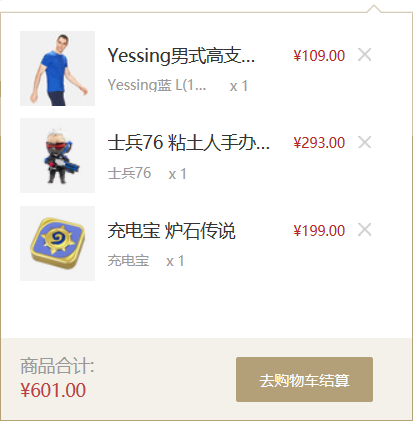 Yessing男式高支...
¥109.00
Yessing蓝 L(1...
x 1
士兵76 粘土人手办...
¥293.00
士兵76
x 1
充电宝 炉石传说
¥199.00
充电宝
x 1
商品合计:
¥601.00
去购物车结算